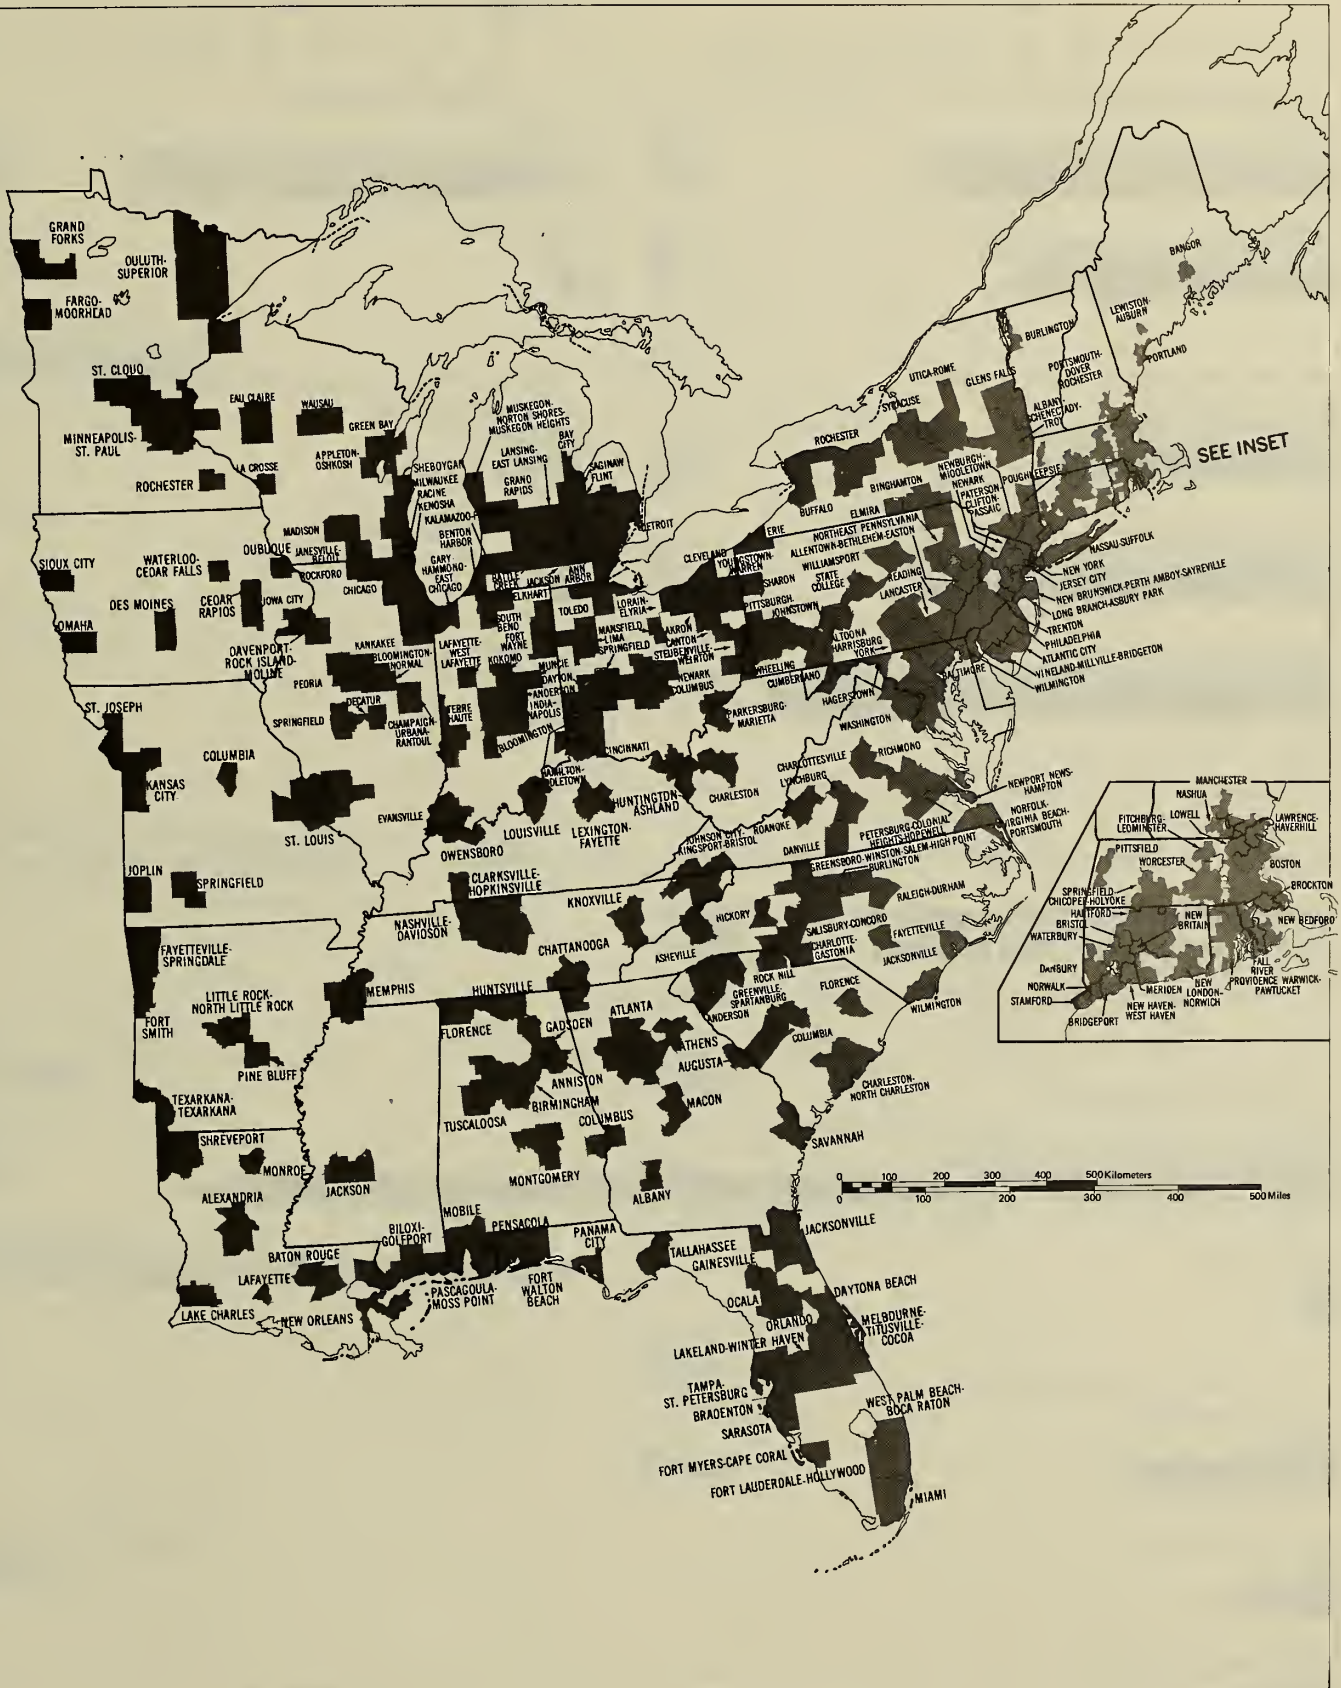 GRAND
FORKS
OULUTH-
SUPERIOR
FARGO-
MOORHEAD
ST. CLOUD
MINNEAPOLIS-
ST. PAUL
EAU CLAIRE
WAUSAU
GREEN BAY
APPLETON-
OSHKOSH
LA CROSSE
ROCHESTER
SHEBOYGAN
MILWAUKEE
RACINE
KENOSHA
KALAMAZOO-P
BENTON
HARBOR
GARY
HAMMOND-
EAST
CHICAGO
MUSKEGON-
NORTON SHORES-
MUSKEGON HEIGHTS
BAY
CITY
LANSING-
EAST LANSING
GRAND
RAPIDS
SAGINAW
FLINT
DETROIT
BATTLE
CREEK
JACKSON
ANN
ARBOR
MADISON
JANESVILLE-
BELOIT
ROCKFORD
CHICAGO
DUBUQUE
SIOUX CITY
WATERLOO-
CEDAR FALLS
DES MOINES
CEOAR
RAPIOS
IOWA CITY
OMAHA
DAVENPORT-
ROCK ISLAND-
MOLINE
KANKAKEE
BLOOMINGTON-
NORMAL
PEORIA
DECATUR
SPRINGFIELD
CHAMPAIGN-
URBANA-
RANTOUL
LAFAYETTE-
WEST
LAFAYETTE
TERRE
HAUTE
ELKHART
SOUTH
BEND
FORT
WAYNE
KOKOMO
MUNCIE
ANDERSON
INDIA-
NAPOLIS
BLOOMINGTON
TOLEDO
LORAIN-
ELYRIA
MANSFIELD
LIMA
SPRINGFIELD
DAYTON
AKRON
CANTON
STEUBENVILLE-
WEIRTON
NEWARK
COLUMBUS
WHEELING
CLEVELAND
YOUNGSTOWN-
WARREN
SHARON
PITTSBURGH
JOHNSTOWN
ERIE
BUFFALO
ROCHESTER
SYRACUSE
UTICA-ROME
GLENS FALLS
ALBANY-
SCHENECTADY-
TROY
BINGHAMTON
ELMIRA
NEWBURGH-
MIDDLETOWN
NEWARK
PATERSON-
CLIFTON-
PASSAIC
POUGHKEEPSIE
NORTHEAST PENNSYLVANIA
ALLENTOWN-BETHLEHEM-EASTON
WILLIAMSPORT
STATE
COLLEGE
READING
LANCASTER
ALTOONA
HARRISBURG
YORK
CUMBERLAND
HAGERSTOWN
BALTIMORE
WASHINGTON
BURLINGTON
PORTSMOUTH-
DOVER
ROCHESTER
LEWISTON-
AUBURN
PORTLAND
BANGOR
SEE INSET
NASSAU-SUFFOLK
NEW YORK
JERSEY CITY
NEW BRUNSWICK-PERTH AMBOY-SAYREVILLE
LONG BRANCH-ASBURY PARK
TRENTON
PHILADELPHIA
ATLANTIC CITY
VINELAND-MILLVILLE-BRIDGETON
WILMINGTON
ST. JOSEPH
KANSAS
CITY
COLUMBIA
ST. LOUIS
JOPLIN
SPRINGFIELD
EVANSVILLE
OWENSBORO
LOUISVILLE
LEXINGTON-
FAYETTE
CINCINNATI
HAMILTON-
MIDDLETOWN
HUNTINGTON-
ASHLAND
CHARLESTON
PARKERSBURG-
MARIETTA
CHARLOTTESVILLE
LYNCHBURG
RICHMOND
ROANOKE
DANVILLE
PETERSBURG-COLONIAL
HEIGHTS-HOPEWELL
NEWPORT NEWS-
HAMPTON
NORFOLK-
VIRGINIA BEACH-
PORTSMOUTH
JOHNSON CITY-
KINGSPORT-BRISTOL
GREENSBORO-WINSTON-SALEM-HIGH POINT
BURLINGTON
RALEIGH-DURHAM
HICKORY
SALISBURY-CONCORD
CHARLOTTE-
GASTONIA
FAYETTEVILLE
JACKSONVILLE
ASHEVILLE
ROCK HILL
GREENVILLE-
SPARTANBURG
ANDERSON
FLORENCE
WILMINGTON
COLUMBIA
CHARLESTON-
NORTH CHARLESTON
CLARKSVILLE-
HOPKINSVILLE
NASHVILLE-
DAVIDSON
KNOXVILLE
CHATTANOOGA
MEMPHIS
HUNTSVILLE
FLORENCE
GADSDEN
ANNISTON
BIRMINGHAM
TUSCALOOSA
MONTGOMERY
MOBILE
ATLANTA
ATHENS
AUGUSTA
MACON
COLUMBUS
ALBANY
SAVANNAH
FAYETTEVILLE-
SPRINGDALE
LITTLE ROCK-
NORTH LITTLE ROCK
FORT
SMITH
PINE BLUFF
TEXARKANA-
TEXARKANA
SHREVEPORT
MONROE
ALEXANDRIA
BATON ROUGE
LAFAYETTE
LAKE CHARLES
NEW ORLEANS
JACKSON
BILOXI-
GULFPORT
PASCAGOULA-
MOSS POINT
PENSACOLA
FORT
WALTON
BEACH
PANAMA
CITY
TALLAHASSEE
GAINESVILLE
JACKSONVILLE
OCALA
DAYTONA BEACH
ORLANDO
MELBOURNE-
TITUSVILLE-
COCOA
LAKELAND-WINTER HAVEN
TAMPA-
ST. PETERSBURG
BRADENTON
SARASOTA
WEST PALM BEACH-
BOCA RATON
FORT MYERS-CAPE CORAL
FORT LAUDERDALE-HOLLYWOOD
MIAMI
0 100 200 300 400 500 Kilometers
0 100 200 300 400 500 Miles
MANCHESTER
NASHUA
LOWELL
FITCHBURG-
LEOMINSTER
LAWRENCE-
HAVERHILL
PITTSFIELD
WORCESTER
BOSTON
BROCKTON
SPRINGFIELD-
CHICOPEE-HOLYOKE
HARTFORD
BRISTOL
WATERBURY
NEW
BRITAIN
NEW BEDFORD
DANBURY
NORWALK
STAMFORD
BRIDGEPORT
MERIDEN
NEW HAVEN-
WEST HAVEN
NEW
LONDON-
NORWICH
FALL
RIVER
PROVIDENCE WARWICK-
PAWTUCKET